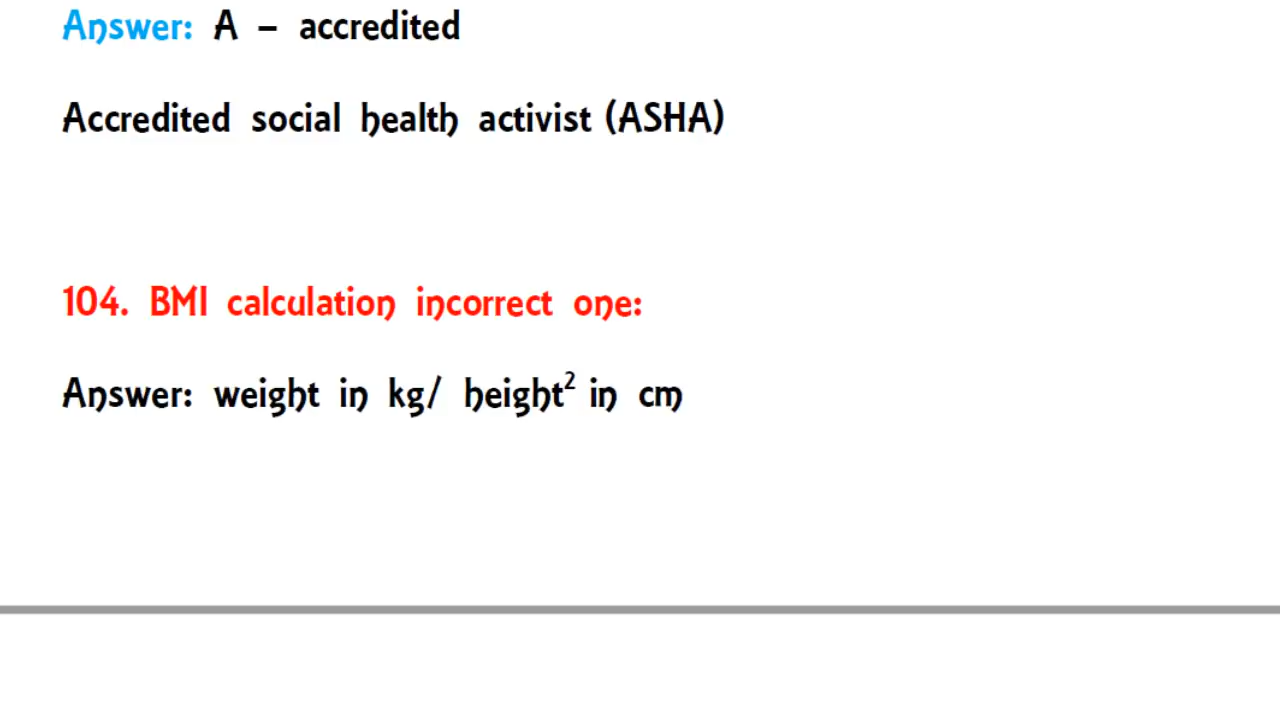 Answer: A – accredited
Accredited social health activist (ASHA)
104. BMI calculation incorrect one:
Answer: weight in kg/ height² in cm